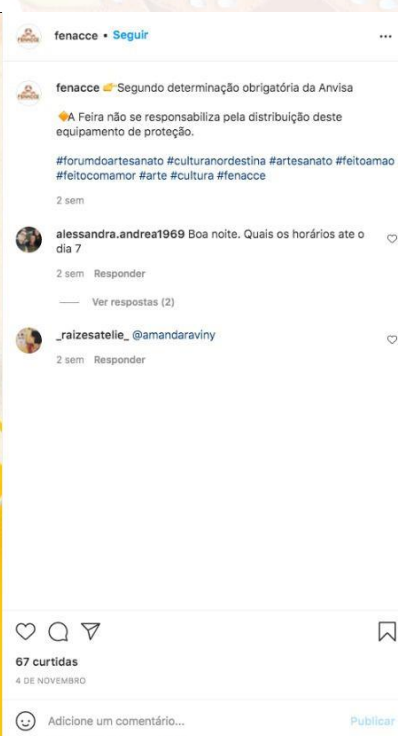 fenacce • Seguir
fenacce 👉Segundo determinação obrigatória da Anvisa
🔶A Feira não se responsabiliza pela distribuição deste
equipamento de proteção.
#forumdoartesanato #culturanordestina #artesanato #feitoamao
#feitocomamor #arte #cultura #fenacce
2 sem
alessandra.andrea1969 Boa noite. Quais os horários ate o
dia 7
2 sem Responder
Ver respostas (2)
_raizesatelie_ @amandaraviny
2 sem Responder
67 curtidas
4 DE NOVEMBRO
Adicione um comentário...
Publicar